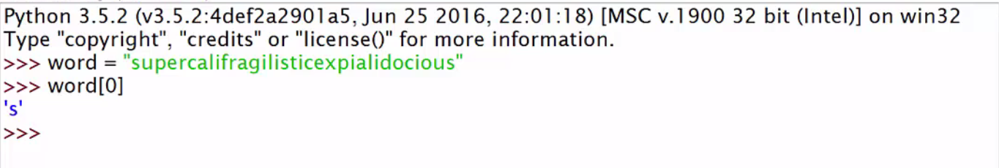 Python 3.5.2 (v3.5.2:4def2a2901a5, Jun 25 2016, 22:01:18) [MSC v.1900 32 bit (Intel)] on win32
Type "copyright", "credits" or "license()" for more information.
>>> word = "supercalifragilisticexpialidocious"
>>> word[0]
's'
>>>